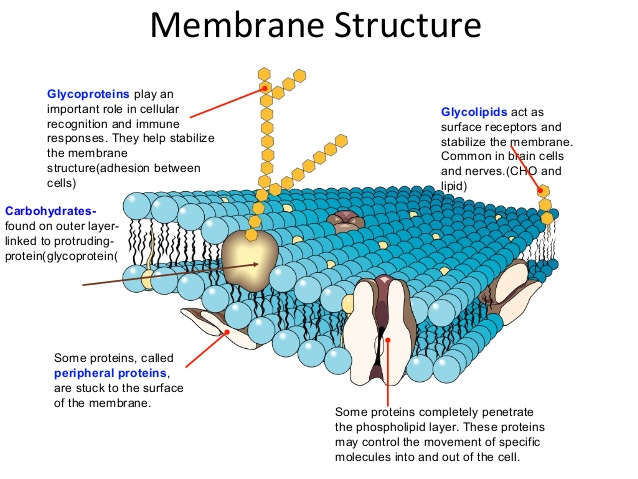 Membrane Structure
Glycoproteins play an
important role in cellular
recognition and immune
responses. They help stabilize
the membrane
structure(adhesion between
cells)
Glycolipids act as
surface receptors and
stabilize the membrane.
Common in brain cells
and nerves.(CHO and
lipid)
Carbohydrates-
found on outer layer-
linked to protruding-
protein(glycoprotein(
Some proteins, called
peripheral proteins,
are stuck to the surface
of the membrane.
Some proteins completely penetrate
the phospholipid layer. These proteins
may control the movement of specific
molecules into and out of the cell.